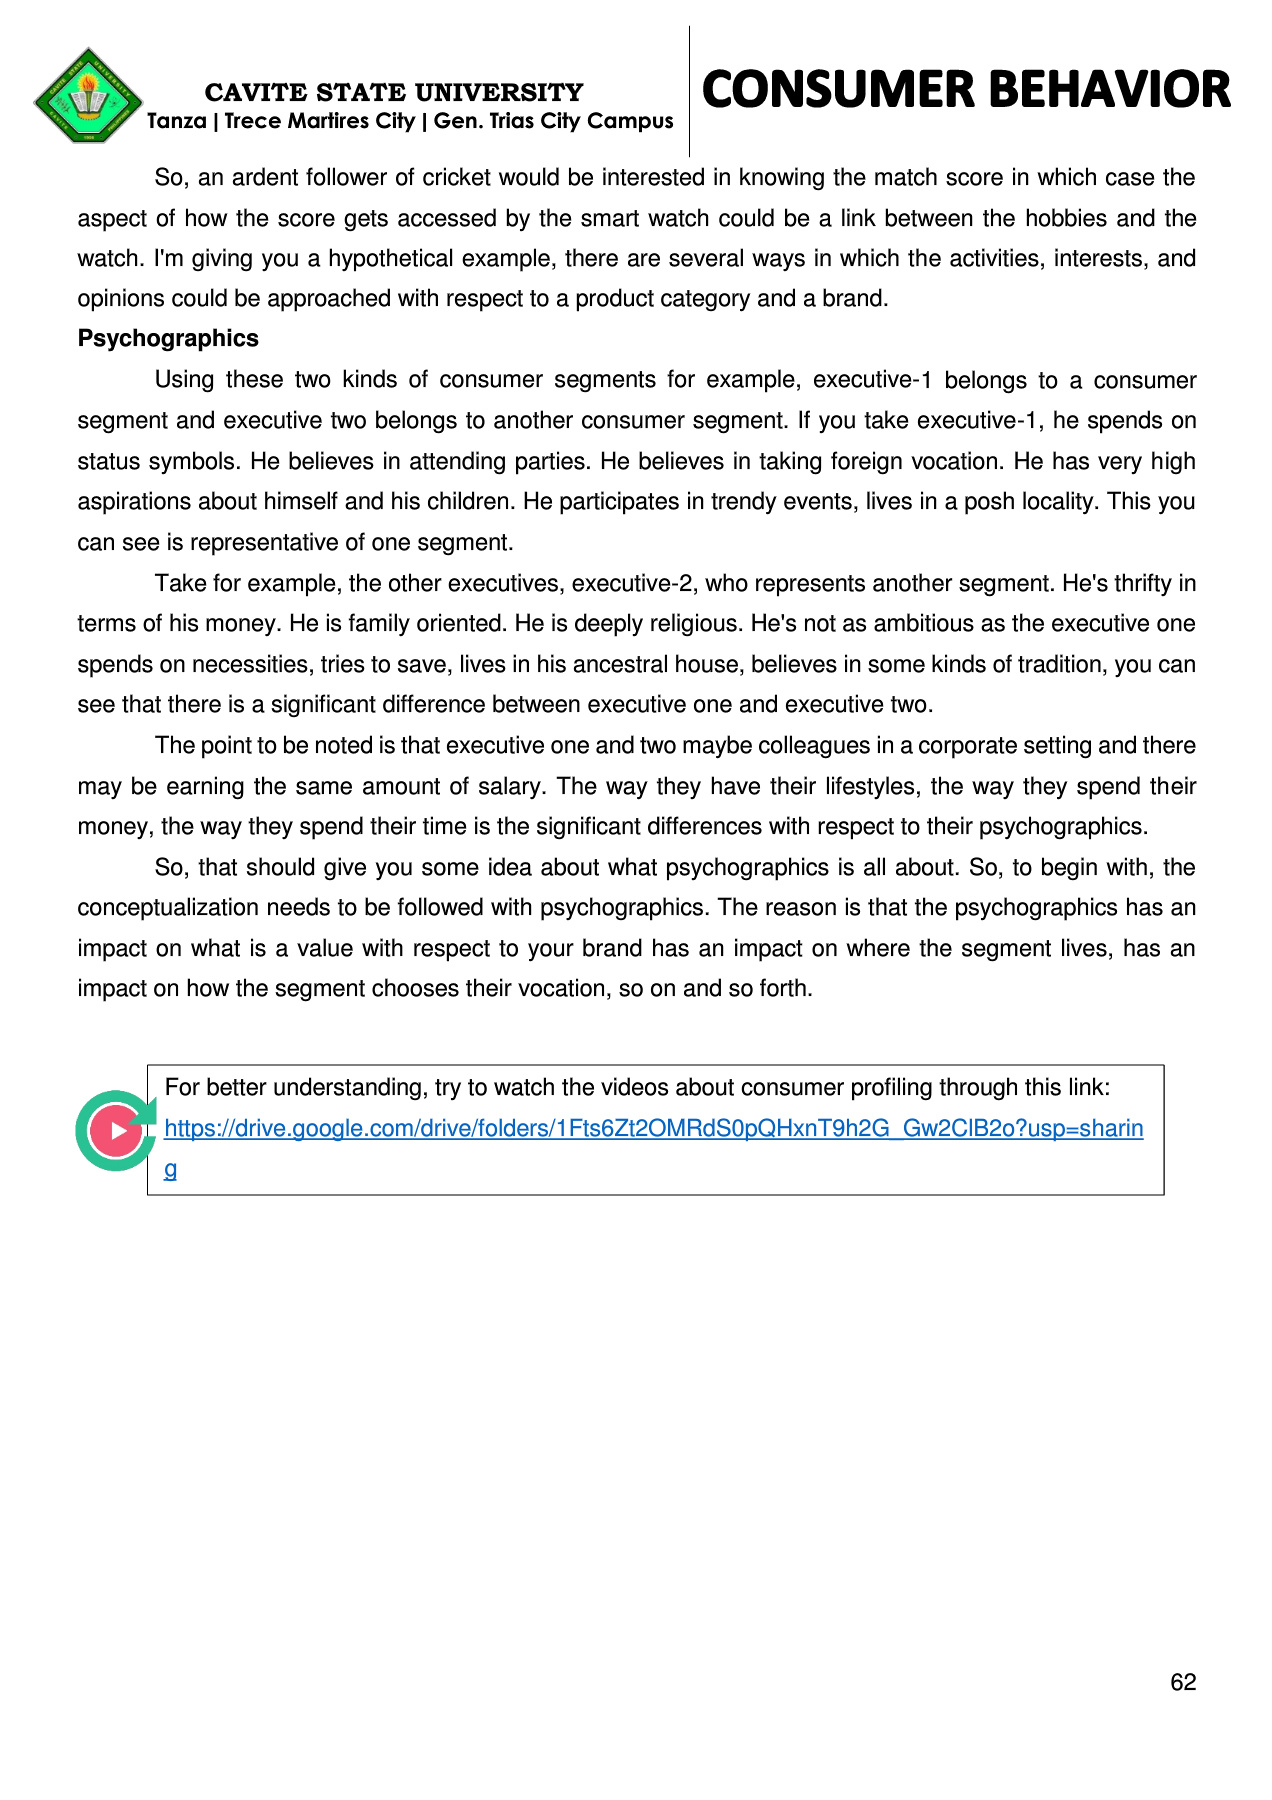 CAVITE STATE UNIVERSITY
Tanza | Trece Martires City | Gen. Trias City Campus
CONSUMER BEHAVIOR
So, an ardent follower of cricket would be interested in knowing the match score in which case the
aspect of how the score gets accessed by the smart watch could be a link between the hobbies and the
watch. I'm giving you a hypothetical example, there are several ways in which the activities, interests, and
opinions could be approached with respect to a product category and a brand.
Psychographics
Using these two kinds of consumer segments for example, executive-1 belongs to a consumer
segment and executive two belongs to another consumer segment. If you take executive-1, he spends on
status symbols. He believes in attending parties. He believes in taking foreign vocation. He has very high
aspirations about himself and his children. He participates in trendy events, lives in a posh locality. This you
can see is representative of one segment.
Take for example, the other executives, executive-2, who represents another segment. He's thrifty in
terms of his money. He is family oriented. He is deeply religious. He's not as ambitious as the executive one
spends on necessities, tries to save, lives in his ancestral house, believes in some kinds of tradition, you can
see that there is a significant difference between executive one and executive two.
The point to be noted is that executive one and two maybe colleagues in a corporate setting and there
may be earning the same amount of salary. The way they have their lifestyles, the way they spend their
money, the way they spend their time is the significant differences with respect to their psychographics.
So, that should give you some idea about what psychographics is all about. So, to begin with, the
conceptualization needs to be followed with psychographics. The reason is that the psychographics has an
impact on what is a value with respect to your brand has an impact on where the segment lives, has an
impact on how the segment chooses their vocation, so on and so forth.
For better understanding, try to watch the videos about consumer profiling through this link:
https://drive.google.com/drive/folders/1Fts6Zt2OMRdS0pQHxnT9h2G_Gw2ClB2o?usp=sharin
g
62